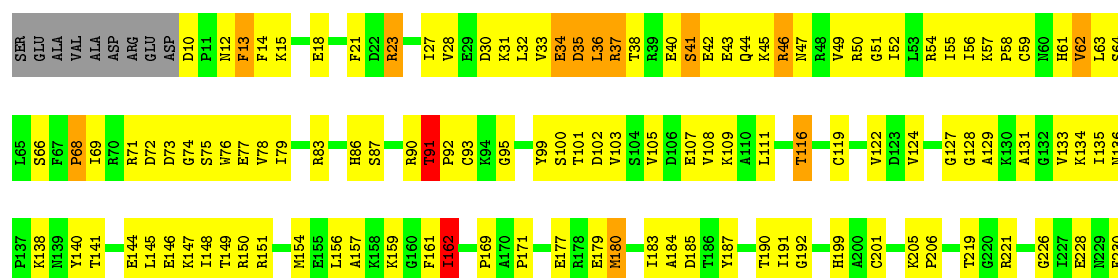 SER GLU ALA VAL ALA ASP ARG GLU ASP D10 P11 N12 F13 F14 K15 E18 F21 D22 R23 I27 V28 E29 D30 K31 L32 V33 E34 D35 L36 R37 T38 R39 E40 S41 E42 E43 Q44 K45 R46 N47 R48 V49 R50 G51 I52 L53 R54 I55 I56 K57 P58 C59 N60 H61 V62 L63 S64
L65 S66 F67 P68 I69 R70 R71 D72 D73 G74 S75 W76 E77 V78 I79 R83 H86 S87 R90 T91 P92 C93 K94 G95 Y99 S100 T101 D102 V103 S104 V105 D106 E107 V108 K109 A110 L111 T116 C119 V122 D123 V124 G127 G128 A129 K130 A131 G132 V133 K134 I135 N136
P137 K138 N139 Y140 T141 E144 L145 E146 K147 I148 T149 R150 R151 M154 E155 L156 A157 K158 K159 G160 F161 I162 P169 A170 P171 E177 R178 E179 M180 I183 A184 D185 T186 Y187 T190 I191 G192 H199 A200 C201 K205 P206 T219 G220 R221 G226 I227 E228 N229